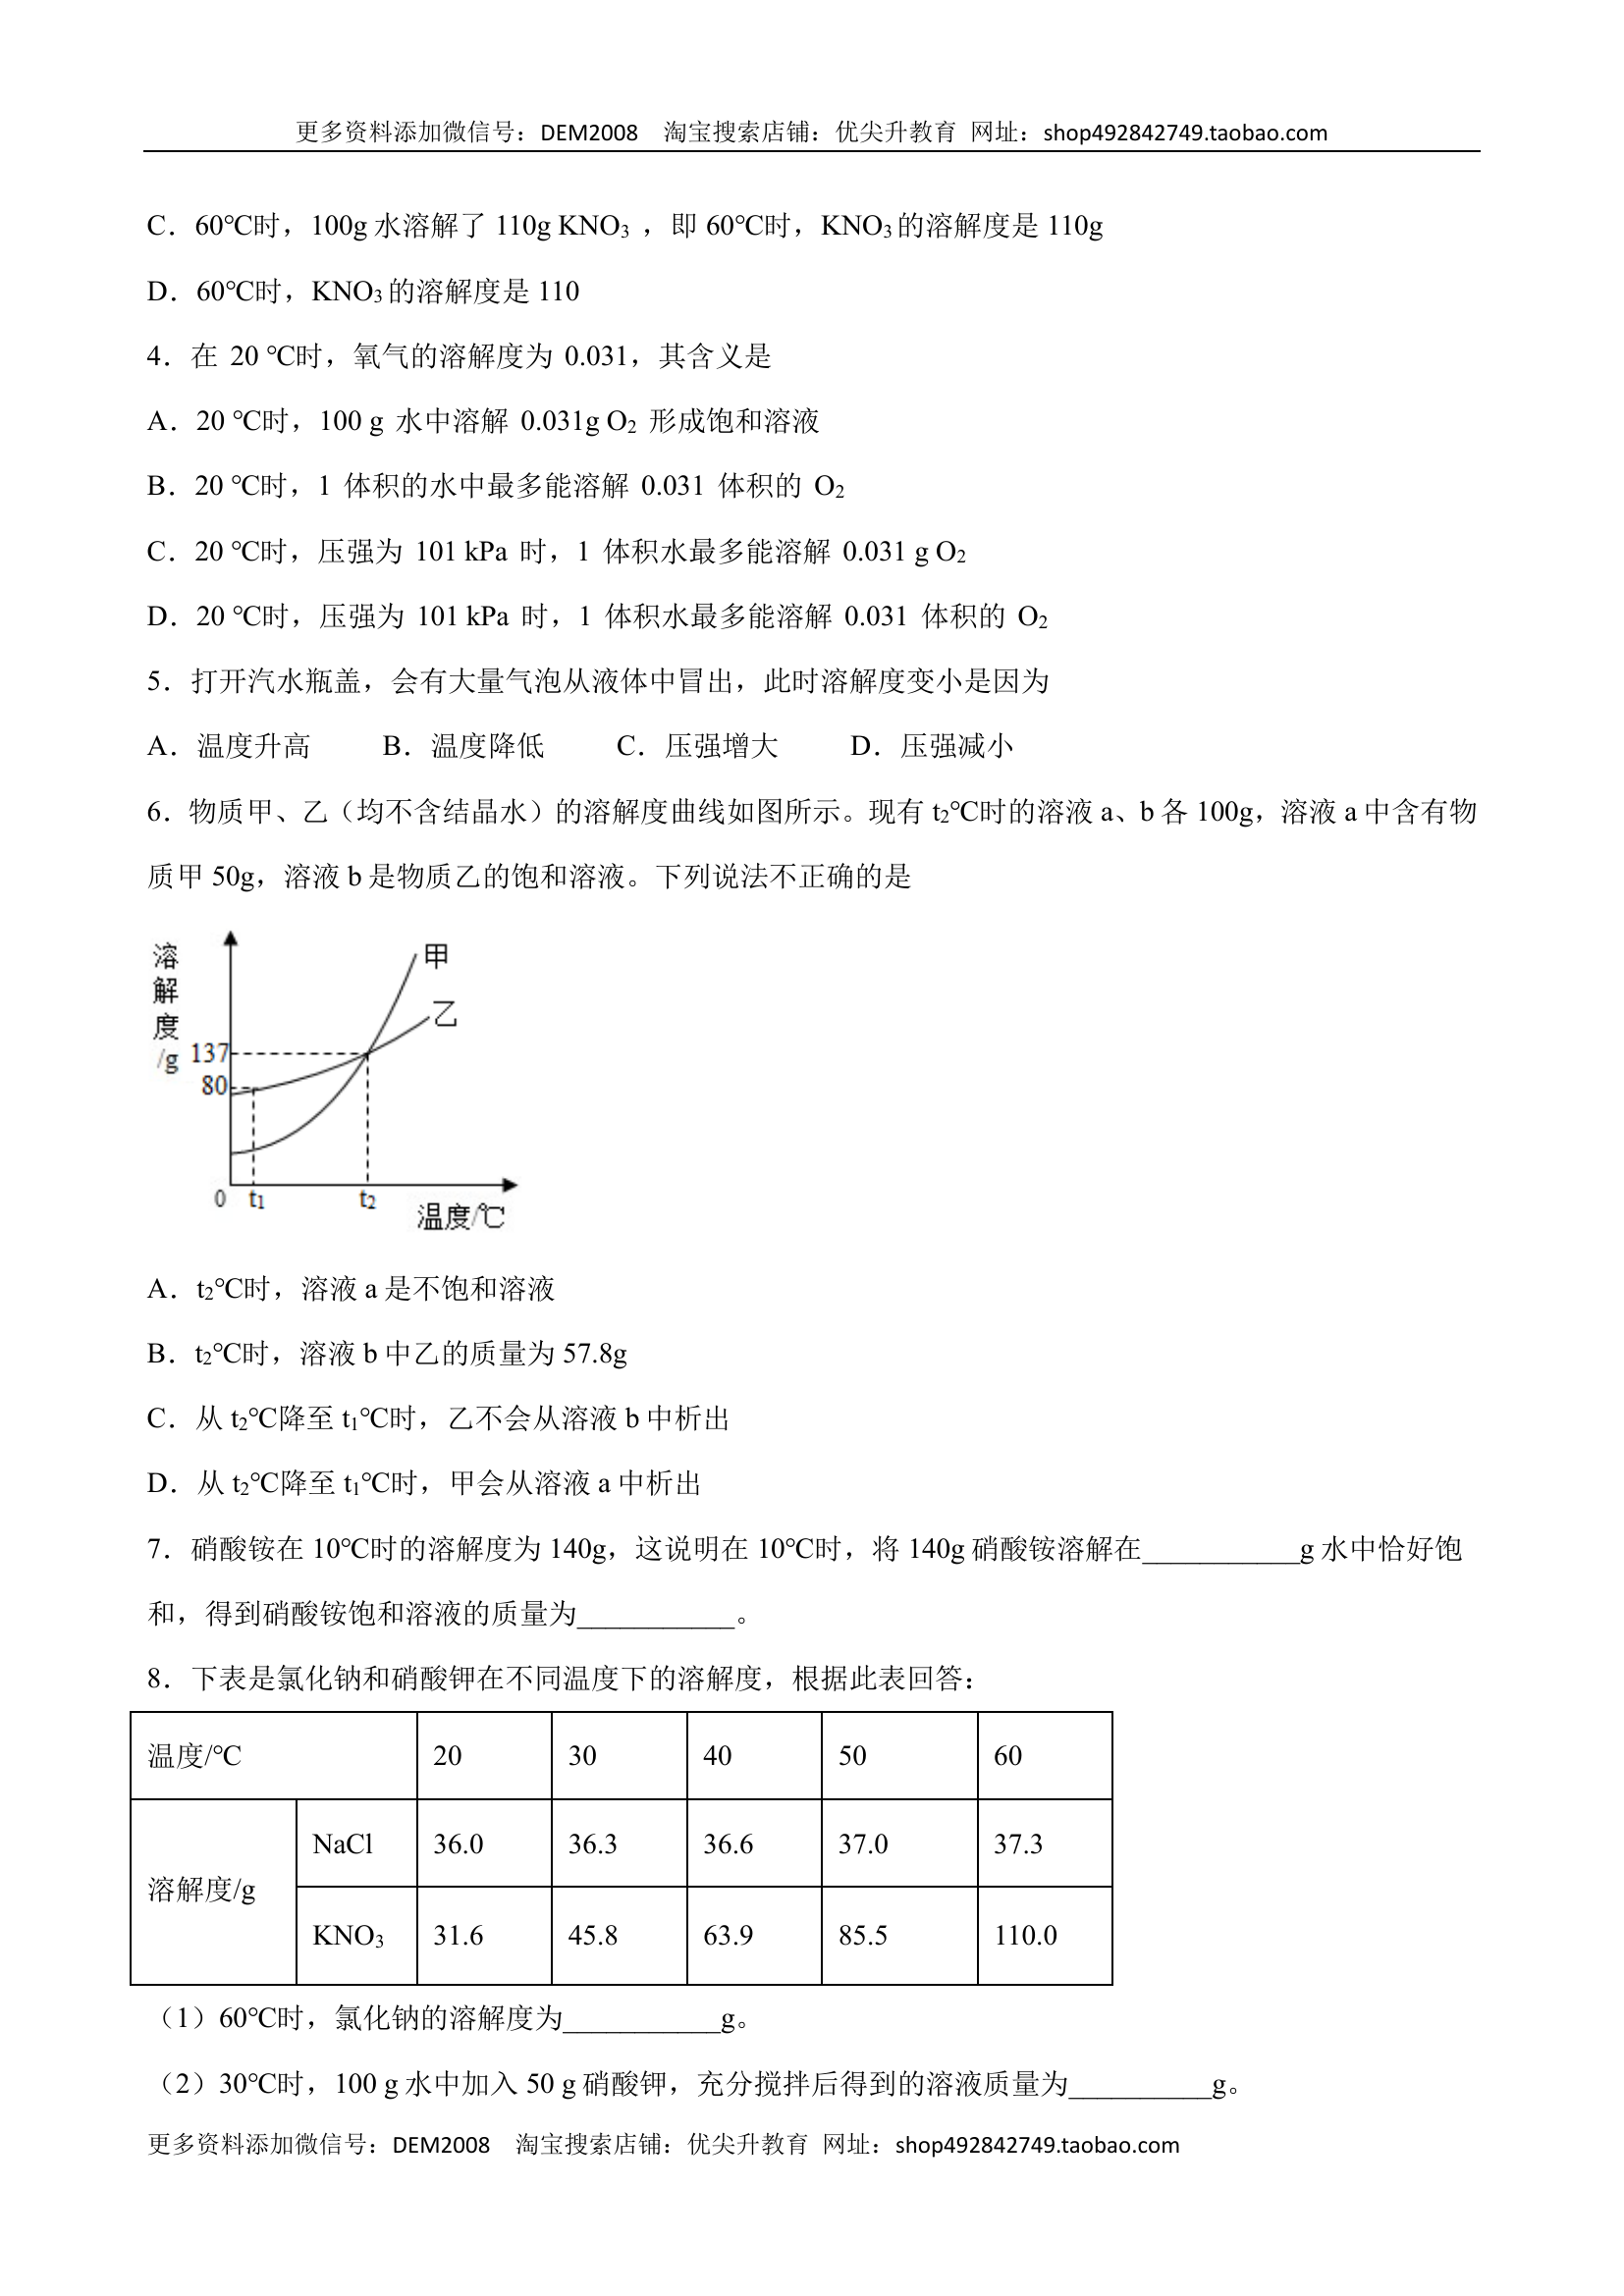 更多资料添加微信号：DEM2008 淘宝搜索店铺：优尖升教育 网址：shop492842749.taobao.com
C．60℃时，100g 水溶解了 110g KNO₃ ，即 60℃时，KNO₃的溶解度是 110g
D．60℃时，KNO₃的溶解度是 110
4．在 20 ℃时，氧气的溶解度为 0.031，其含义是
A．20 ℃时，100 g 水中溶解 0.031g O₂ 形成饱和溶液
B．20 ℃时，1 体积的水中最多能溶解 0.031 体积的 O₂
C．20 ℃时，压强为 101 kPa 时，1 体积水最多能溶解 0.031 g O₂
D．20 ℃时，压强为 101 kPa 时，1 体积水最多能溶解 0.031 体积的 O₂
5．打开汽水瓶盖，会有大量气泡从液体中冒出，此时溶解度变小是因为
A．温度升高 B．温度降低 C．压强增大 D．压强减小
6．物质甲、乙（均不含结晶水）的溶解度曲线如图所示。现有 t₂℃时的溶液 a、b 各 100g，溶液 a 中含有物
质甲 50g，溶液 b 是物质乙的饱和溶液。下列说法不正确的是
溶解度/g
甲
乙
137
80
0 t₁ t₂
温度/℃
A．t₂℃时，溶液 a 是不饱和溶液
B．t₂℃时，溶液 b 中乙的质量为 57.8g
C．从 t₂℃降至 t₁℃时，乙不会从溶液 b 中析出
D．从 t₂℃降至 t₁℃时，甲会从溶液 a 中析出
7．硝酸铵在 10℃时的溶解度为 140g，这说明在 10℃时，将 140g 硝酸铵溶解在___________g 水中恰好饱
和，得到硝酸铵饱和溶液的质量为___________。
8．下表是氯化钠和硝酸钾在不同温度下的溶解度，根据此表回答：
温度/℃ 20 30 40 50 60
溶解度/g
NaCl 36.0 36.3 36.6 37.0 37.3
KNO₃ 31.6 45.8 63.9 85.5 110.0
（1）60℃时，氯化钠的溶解度为___________g。
（2）30℃时，100 g 水中加入 50 g 硝酸钾，充分搅拌后得到的溶液质量为__________g。
更多资料添加微信号：DEM2008 淘宝搜索店铺：优尖升教育 网址：shop492842749.taobao.com